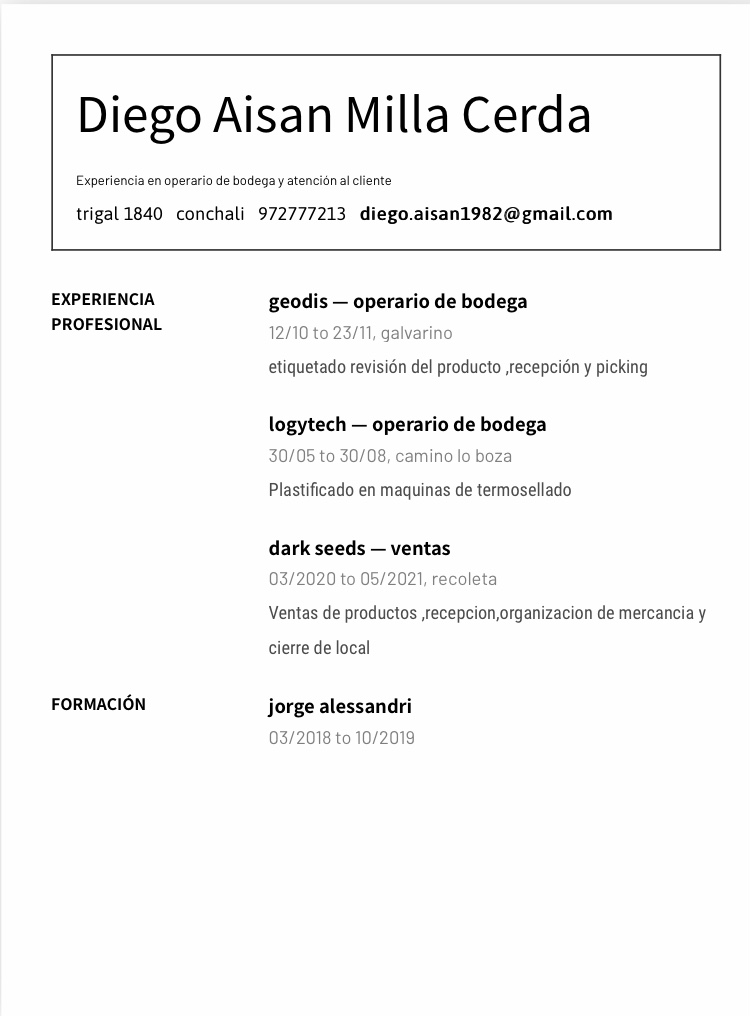 Diego Aisan Milla Cerda
Experiencia en operario de bodega y atención al cliente
trigal 1840 conchali 972777213 diego.aisan1982@gmail.com
EXPERIENCIA
PROFESIONAL
geodis — operario de bodega
12/10 to 23/11, galvarino
etiquetado revisión del producto ,recepción y picking
logytech — operario de bodega
30/05 to 30/08, camino lo boza
Plastificado en maquinas de termosellado
dark seeds — ventas
03/2020 to 05/2021, recoleta
Ventas de productos ,recepcion,organizacion de mercancia y
cierre de local
FORMACIÓN
jorge alessandri
03/2018 to 10/2019